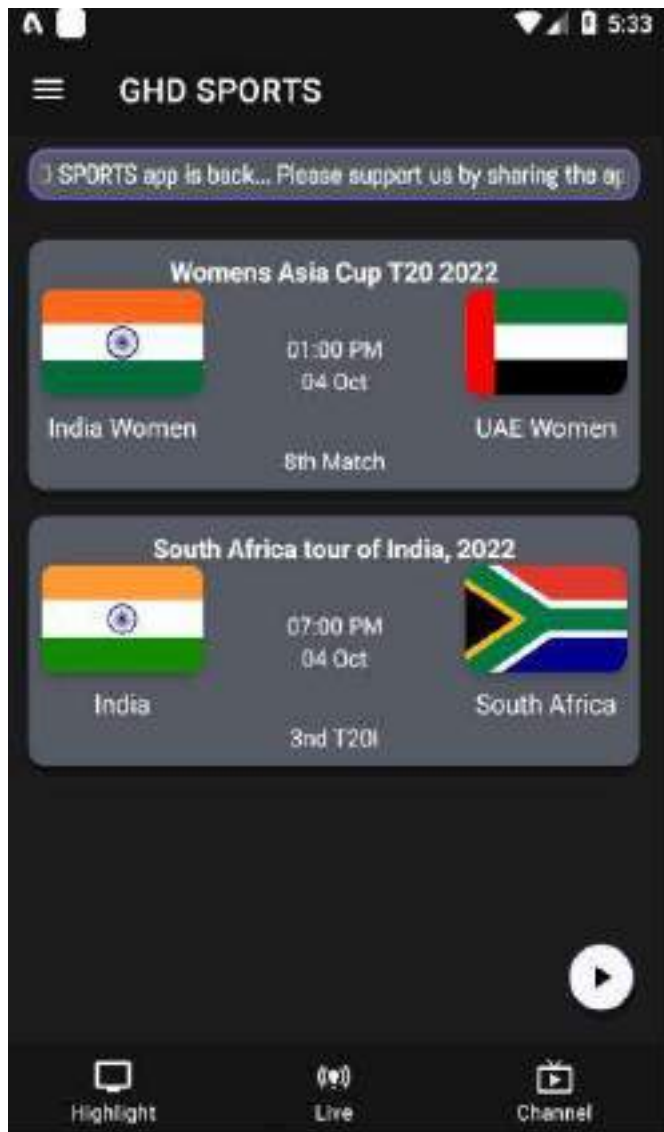 5:33
GHD SPORTS
SPORTS app is back... Please support us by sharing the ap
Womens Asia Cup T20 2022
01:00 PM
04 Oct
India Women
UAE Women
8th Match
South Africa tour of India, 2022
07:00 PM
04 Oct
India
South Africa
3nd T20I
Highlight
Live
Channel